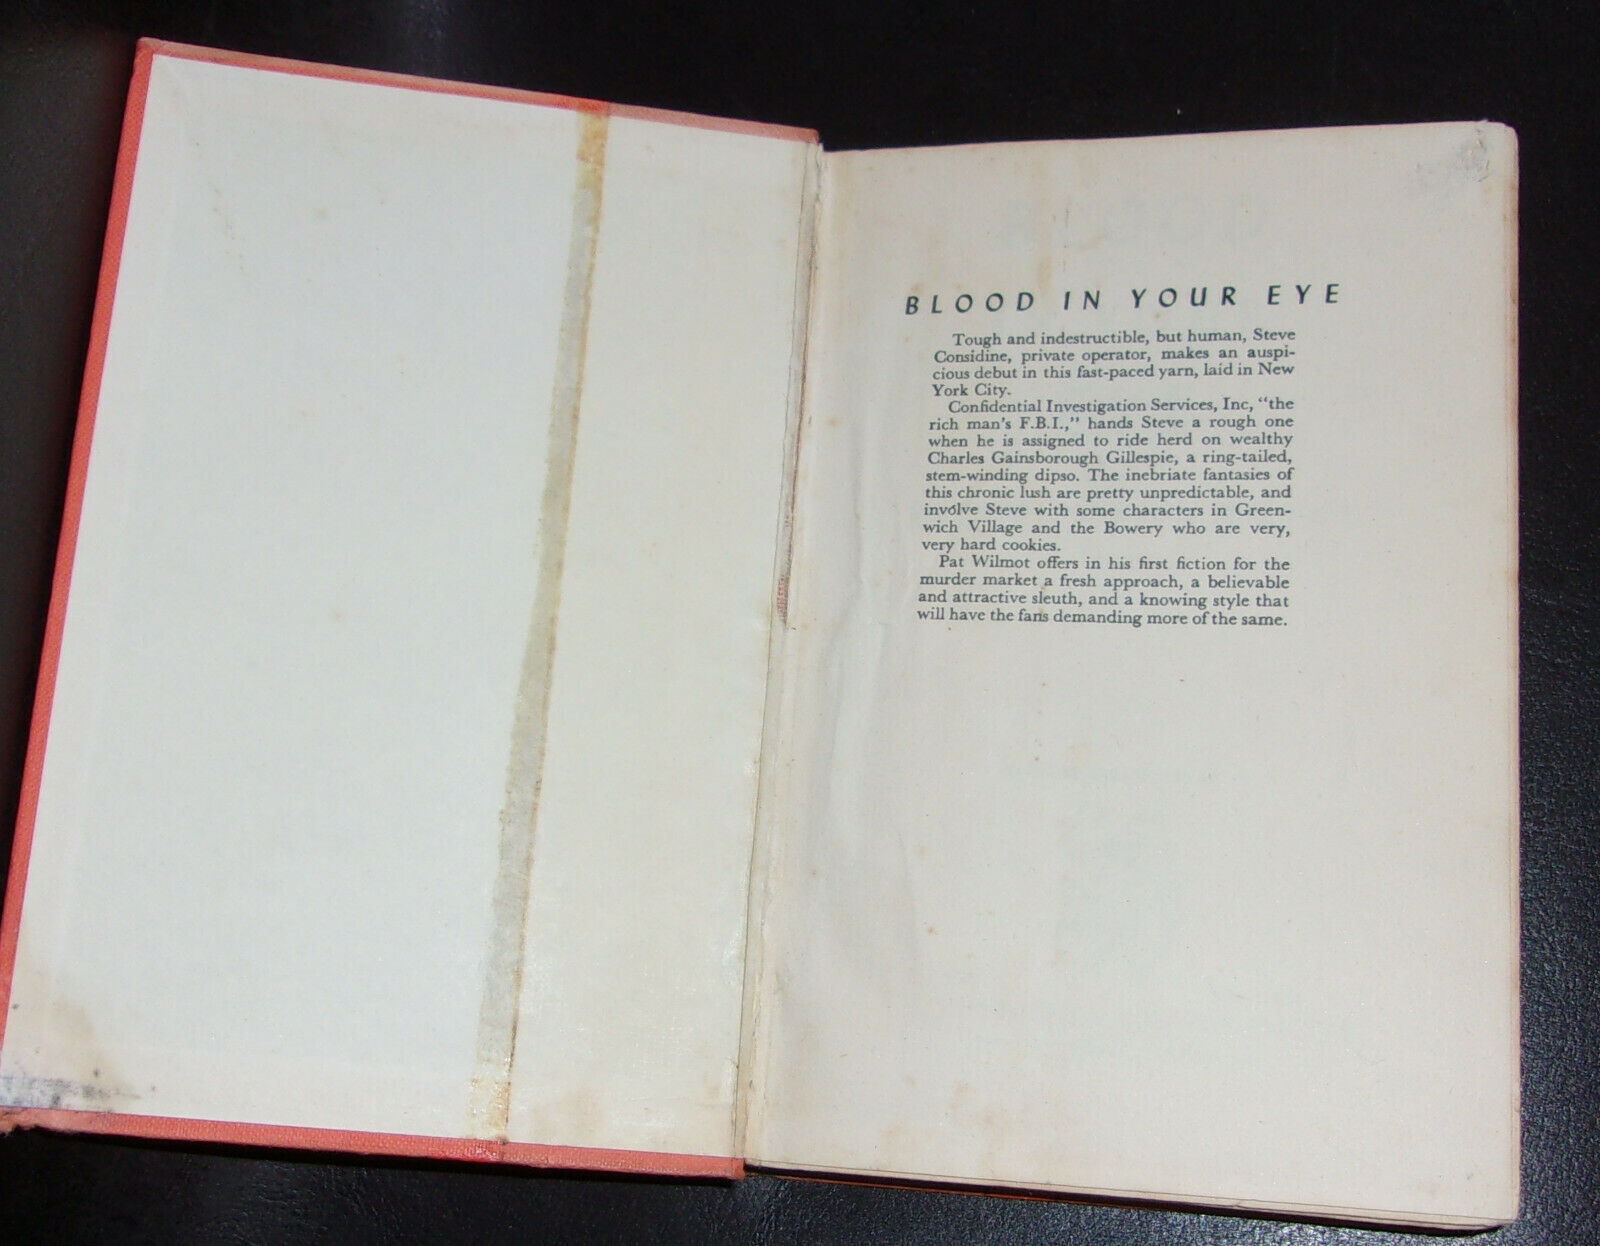 BLOOD IN YOUR EYE
Tough and indestructible, but human, Steve
Considine, private operator, makes an auspi-
cious debut in this fast-paced yarn, laid in New
York City.
Confidential Investigation Services, Inc, "the
rich man's F.B.I.," hands Steve a rough one
when he is assigned to ride herd on wealthy
Charles Gainsborough Gillespie, a ring-tailed,
stem-winding dipso. The inebriate fantasies of
this chronic lush are pretty unpredictable, and
involve Steve with some characters in Green-
wich Village and the Bowery who are very,
very hard cookies.
Pat Wilmot offers in his first fiction for the
murder market a fresh approach, a believable
and attractive sleuth, and a knowing style that
will have the fans demanding more of the same.